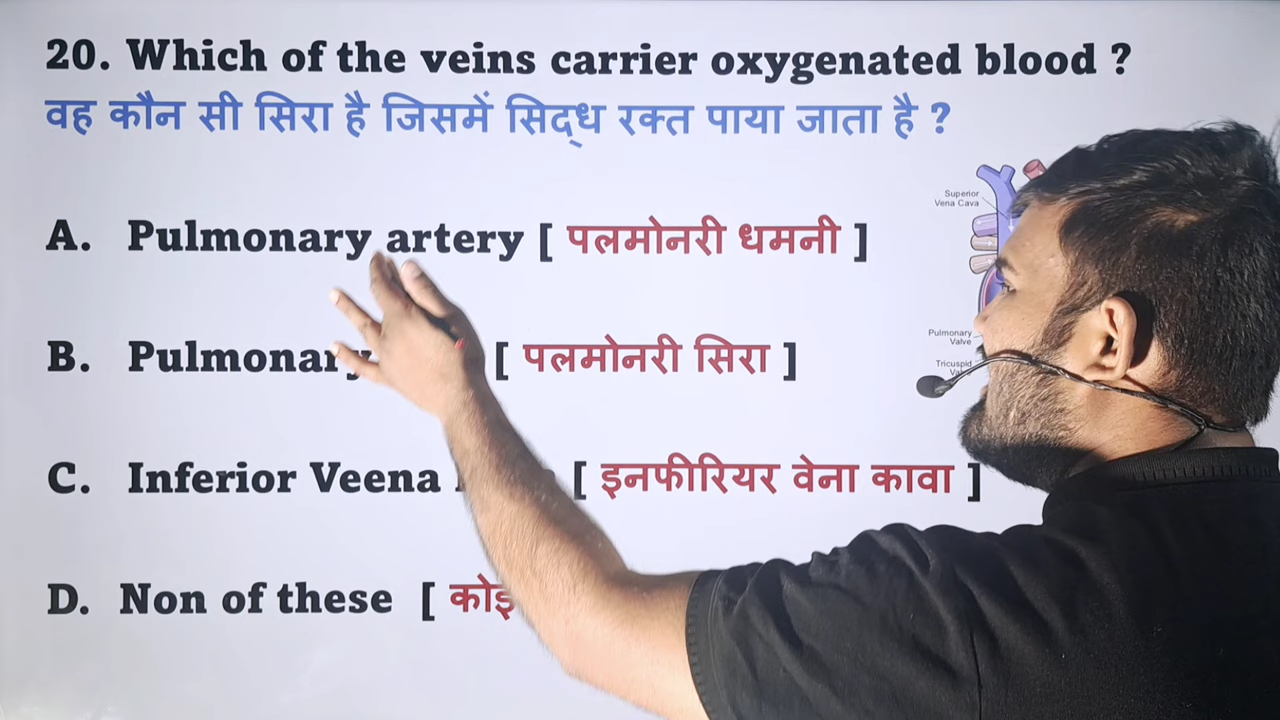 20. Which of the veins carrier oxygenated blood ?
वह कौन सी सिरा है जिसमें सिद्ध रक्त पाया जाता है ?
Superior
Vena Cava
A. Pulmonary artery [ पलमोनरी धमनी ]
Pulmonary
Valve
B. Pulmonary [ पलमोनरी सिरा ]
Tricuspid
C. Inferior Veena [ इनफीरियर वेना कावा ]
D. Non of these [